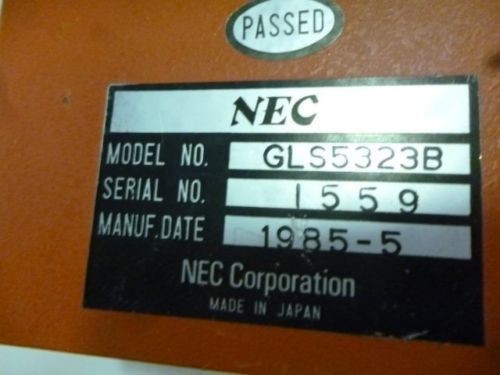 PASSED
NEC
MODEL NO. GLS5323B
SERIAL NO. 1559
MANUF.DATE 1985-5
NEC Corporation
MADE IN JAPAN